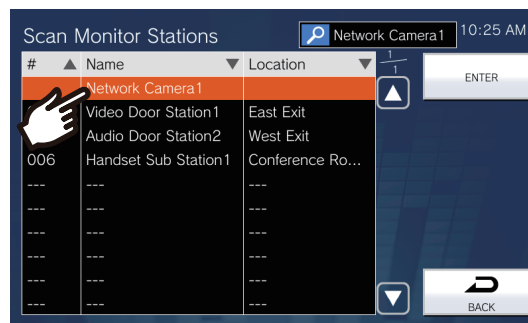 Scan Monitor Stations
Network Camera1
10:25 AM
# Name Location
1
1
ENTER
Network Camera1
Video Door Station1 East Exit
Audio Door Station2 West Exit
006 Handset Sub Station1 Conference Ro...
--- --- ---
--- --- ---
--- --- ---
--- --- ---
--- --- ---
--- --- ---
BACK